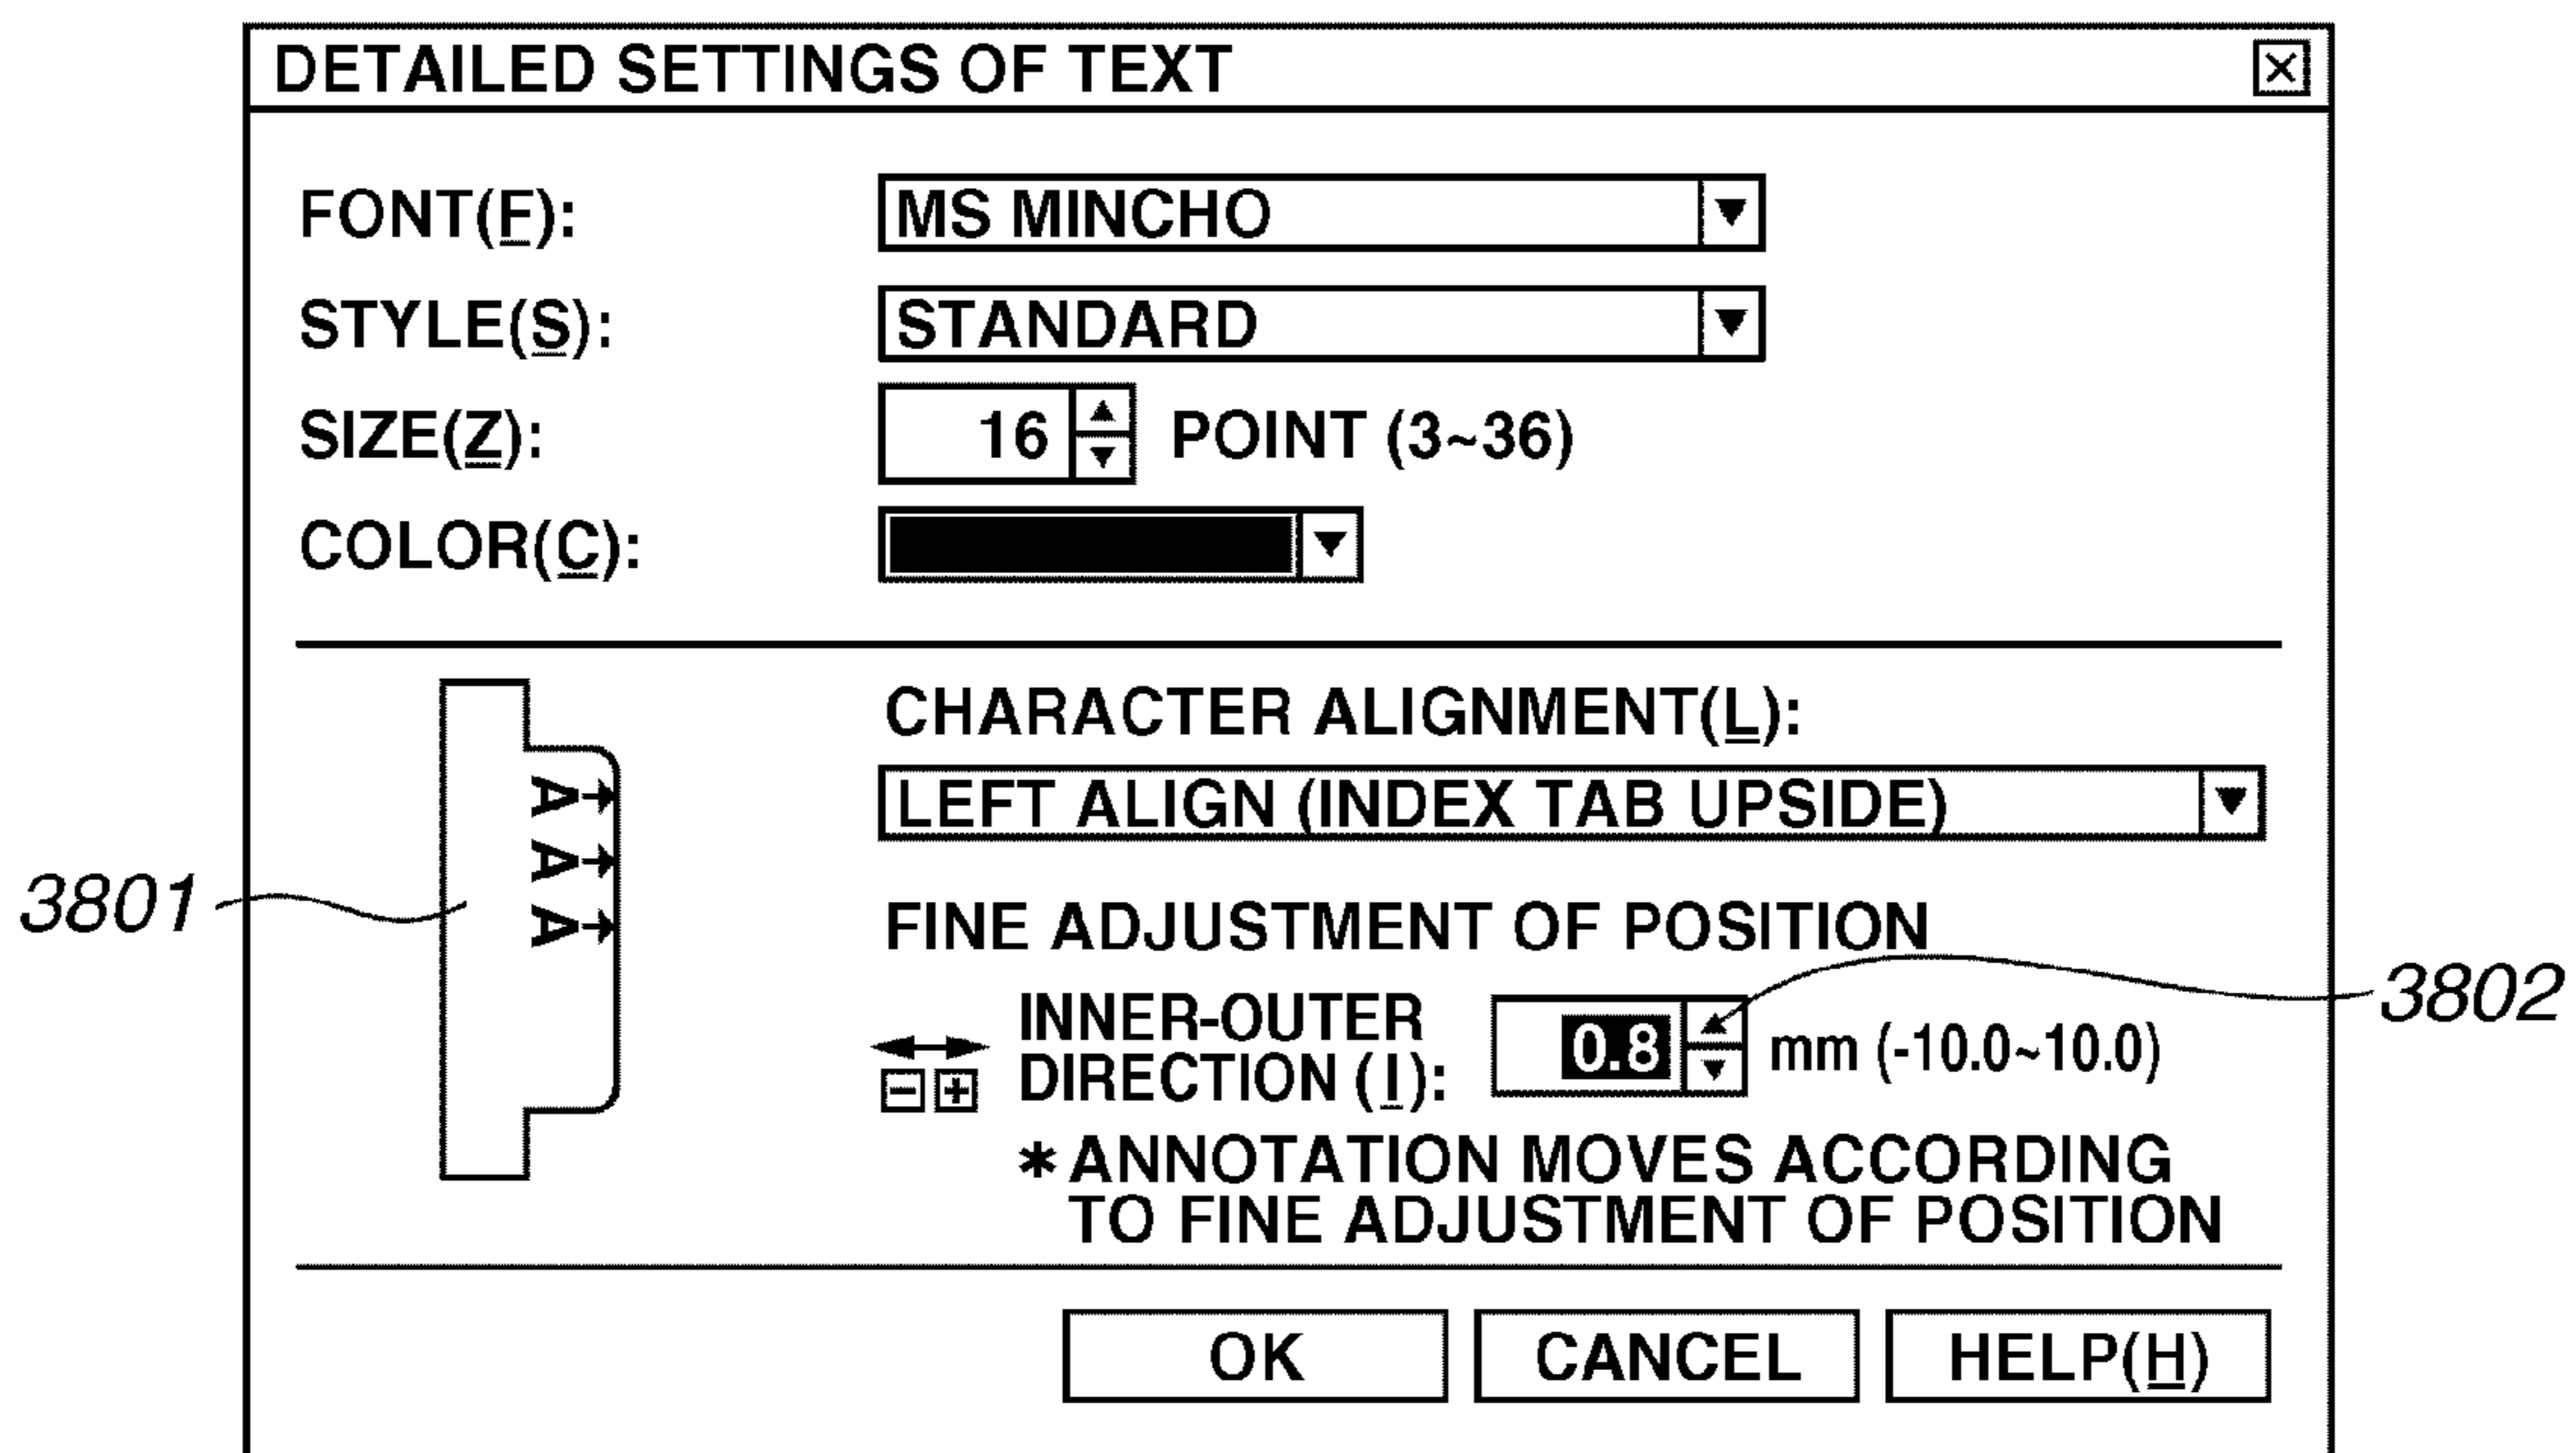 DETAILED SETTINGS OF TEXT
FONT(F): MS MINCHO
STYLE(S): STANDARD
SIZE(Z): 16 POINT (3~36)
COLOR(C):
CHARACTER ALIGNMENT(L):
A
A
A
LEFT ALIGN (INDEX TAB UPSIDE)
3801
FINE ADJUSTMENT OF POSITION
3802
INNER-OUTER
DIRECTION (I): 0.8 mm (-10.0~10.0)
- +
* ANNOTATION MOVES ACCORDING
TO FINE ADJUSTMENT OF POSITION
OK CANCEL HELP(H)